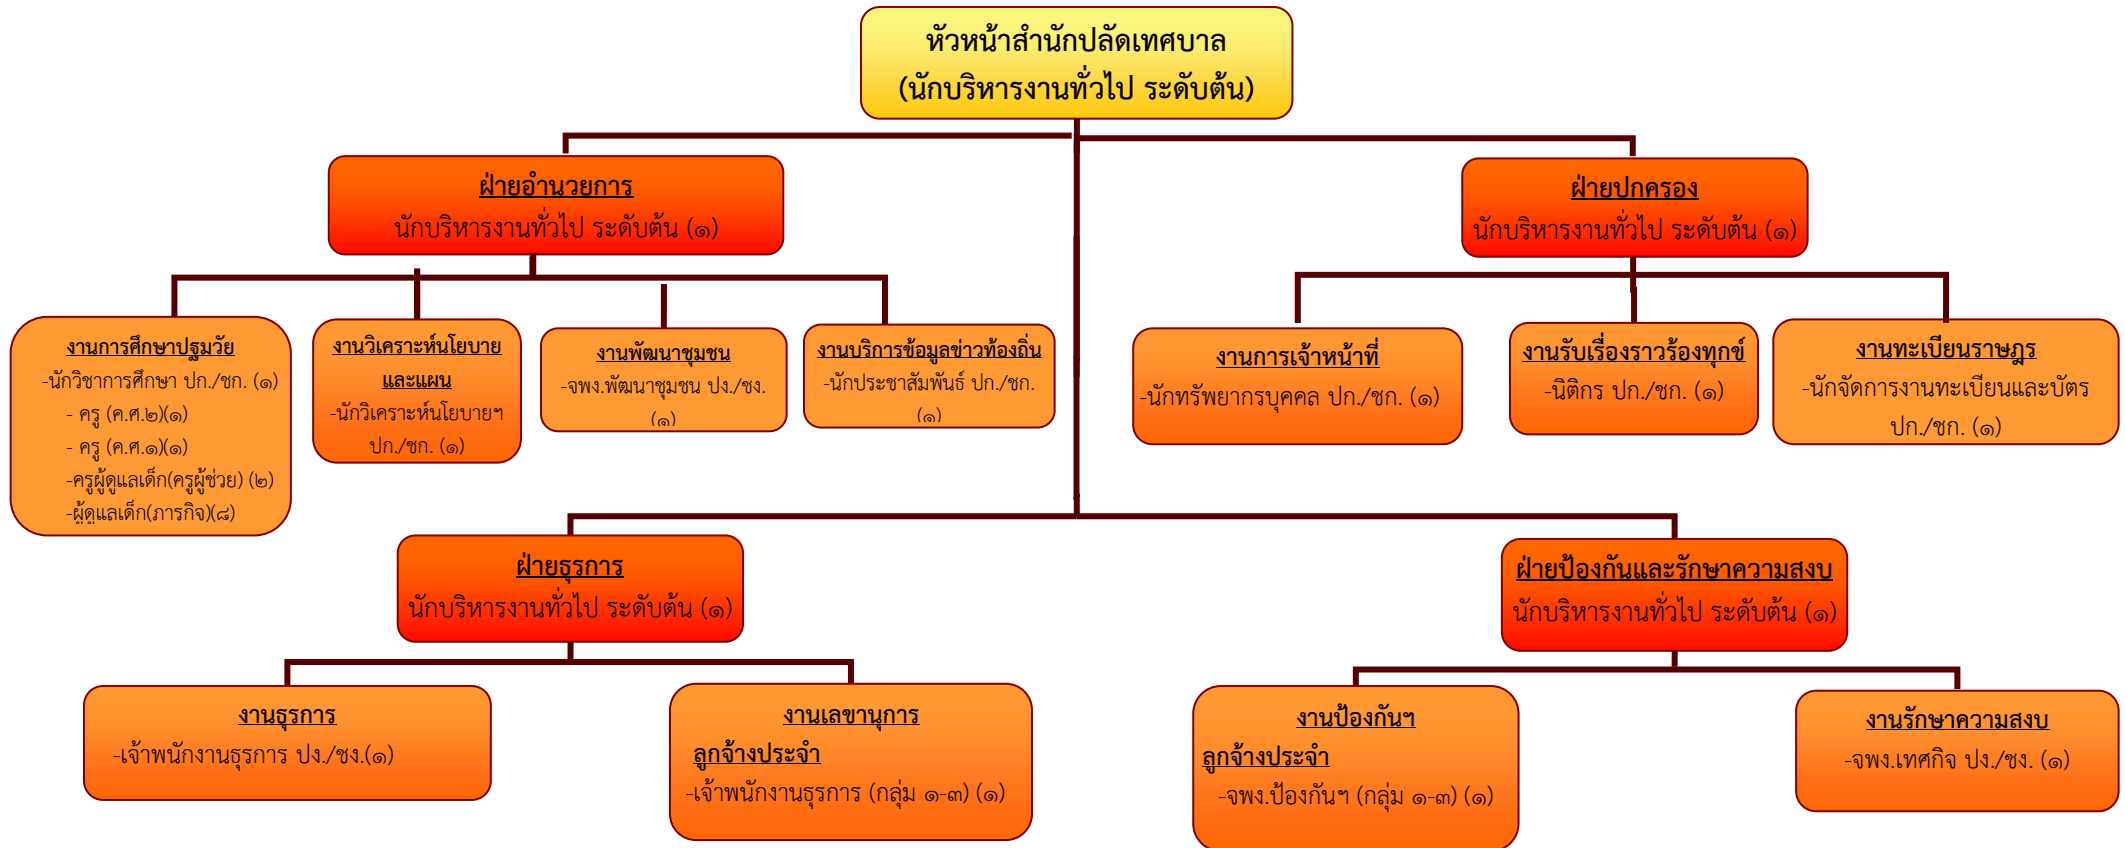 หัวหน้าสำนักปลัดเทศบาล
(นักบริหารงานทั่วไป ระดับต้น)
ฝ่ายอำนวยการ
นักบริหารงานทั่วไป ระดับต้น (๑)
ฝ่ายปกครอง
นักบริหารงานทั่วไป ระดับต้น (๑)
งานการศึกษาปฐมวัย
-นักวิชาการศึกษา ปก./ชก. (๑)
- ครู (ค.ศ.๒)(๑)
- ครู (ค.ศ.๑)(๑)
-ครูผู้ดูแลเด็ก(ครูผู้ช่วย) (๒)
-ผู้ดูแลเด็ก(ภารกิจ)(๘)
งานวิเคราะห์นโยบาย
และแผน
-นักวิเคราะห์นโยบายฯ
ปก./ชก. (๑)
งานพัฒนาชุมชน
-จพง.พัฒนาชุมชน ปง./ชง.
(๑)
งานบริการข้อมูลข่าวท้องถิ่น
-นักประชาสัมพันธ์ ปก./ชก.
(๑)
งานการเจ้าหน้าที่
-นักทรัพยากรบุคคล ปก./ชก. (๑)
งานรับเรื่องราวร้องทุกข์
-นิติกร ปก./ชก. (๑)
งานทะเบียนราษฎร
-นักจัดการงานทะเบียนและบัตร
ปก./ชก. (๑)
ฝ่ายธุรการ
นักบริหารงานทั่วไป ระดับต้น (๑)
ฝ่ายป้องกันและรักษาความสงบ
นักบริหารงานทั่วไป ระดับต้น (๑)
งานธุรการ
-เจ้าพนักงานธุรการ ปง./ชง.(๑)
งานเลขานุการ
ลูกจ้างประจำ
-เจ้าพนักงานธุรการ (กลุ่ม ๑-๓) (๑)
งานป้องกันฯ
ลูกจ้างประจำ
-จพง.ป้องกันฯ (กลุ่ม ๑-๓) (๑)
งานรักษาความสงบ
-จพง.เทศกิจ ปง./ชง. (๑)